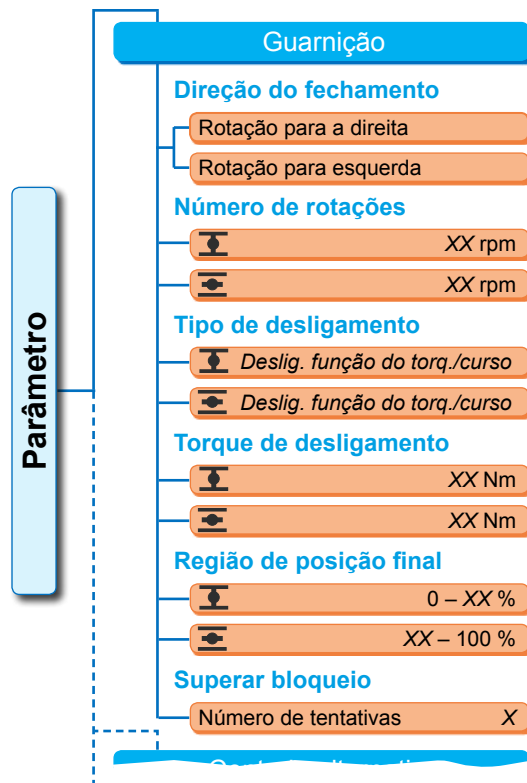 Guarnição
Direção do fechamento
Rotação para a direita
Rotação para esquerda
Número de rotações
XX rpm
XX rpm
Tipo de desligamento
Deslig. função do torq./curso
Deslig. função do torq./curso
Torque de desligamento
XX Nm
XX Nm
Região de posição final
0 – XX %
XX – 100 %
Superar bloqueio
Número de tentativas X
Parâmetro